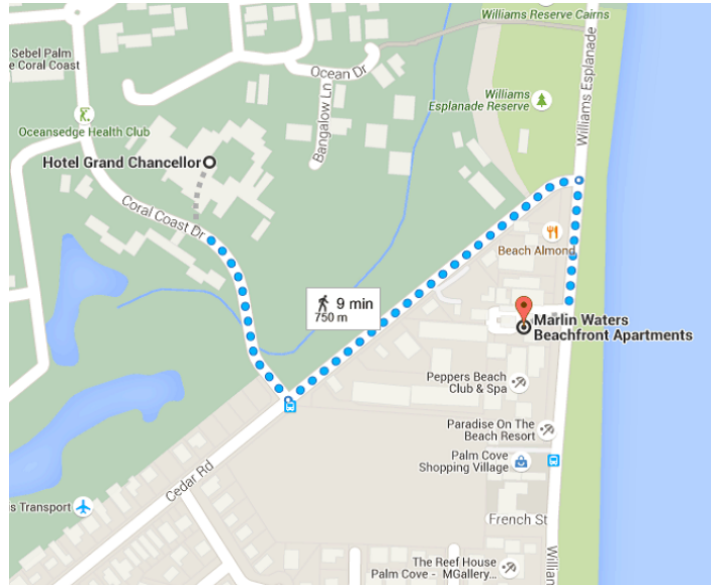 Williams Reserve Cairns
Sebel Palm
e Coral Coast
Ocean Dr
Williams
Esplanade Reserve
Williams Esplanade
Oceansedge Health Club
Bangalow Ln
Hotel Grand Chancellor
Coral Coast Dr
Beach Almond
9 min
750 m
Marlin Waters
Beachfront Apartments
Peppers Beach
Club & Spa
Paradise On The
Beach Resort
Palm Cove
Shopping Village
Cedar Rd
s Transport
French St
The Reef House
Palm Cove - MGallery...
Willian